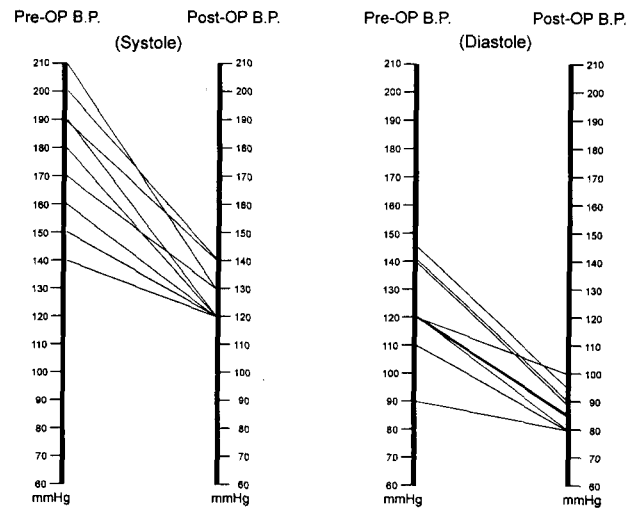 Pre-OP B.P. Post-OP B.P. Pre-OP B.P. Post-OP B.P.
(Systole) (Diastole)
210 210 210 210
200 200 200 200
190 190 190 190
180 180 180 180
170 170 170 170
160 160 160 160
150 150 150 150
140 140 140 140
130 130 130 130
120 120 120 120
110 110 110 110
100 100 100 100
90 90 90 90
80 80 80 80
70 70 70 70
60 60 60 60
mmHg mmHg mmHg mmHg